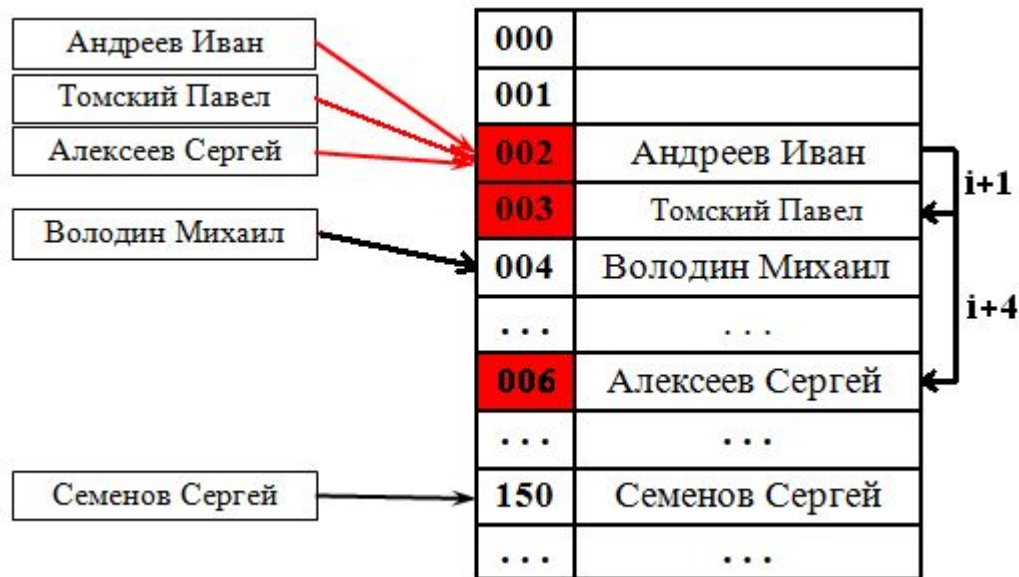 Андреев Иван
Томский Павел
Алексеев Сергей
Володин Михаил
Семенов Сергей
000
001
002 Андреев Иван
003 Томский Павел
004 Володин Михаил
... ...
006 Алексеев Сергей
... ...
150 Семенов Сергей
... ...
i+1
i+4